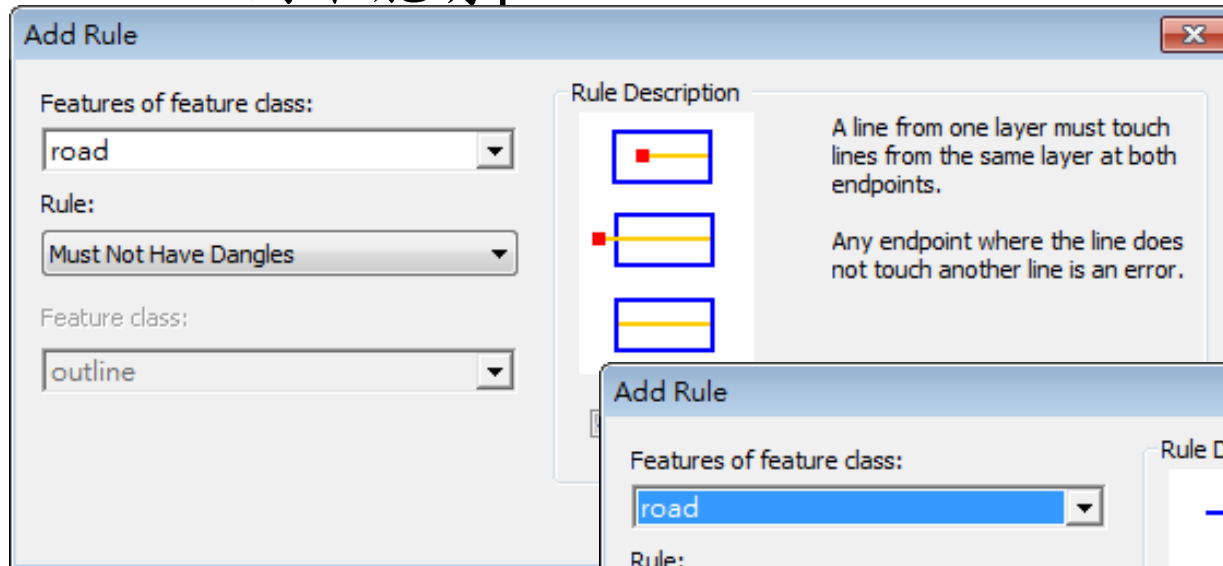 Add Rule
Features of feature class:
road
Rule:
Must Not Have Dangles
Feature class:
outline
Rule Description
A line from one layer must touch
lines from the same layer at both
endpoints.
Any endpoint where the line does
not touch another line is an error.
Add Rule
Features of feature class:
road
Rule:
Rule D